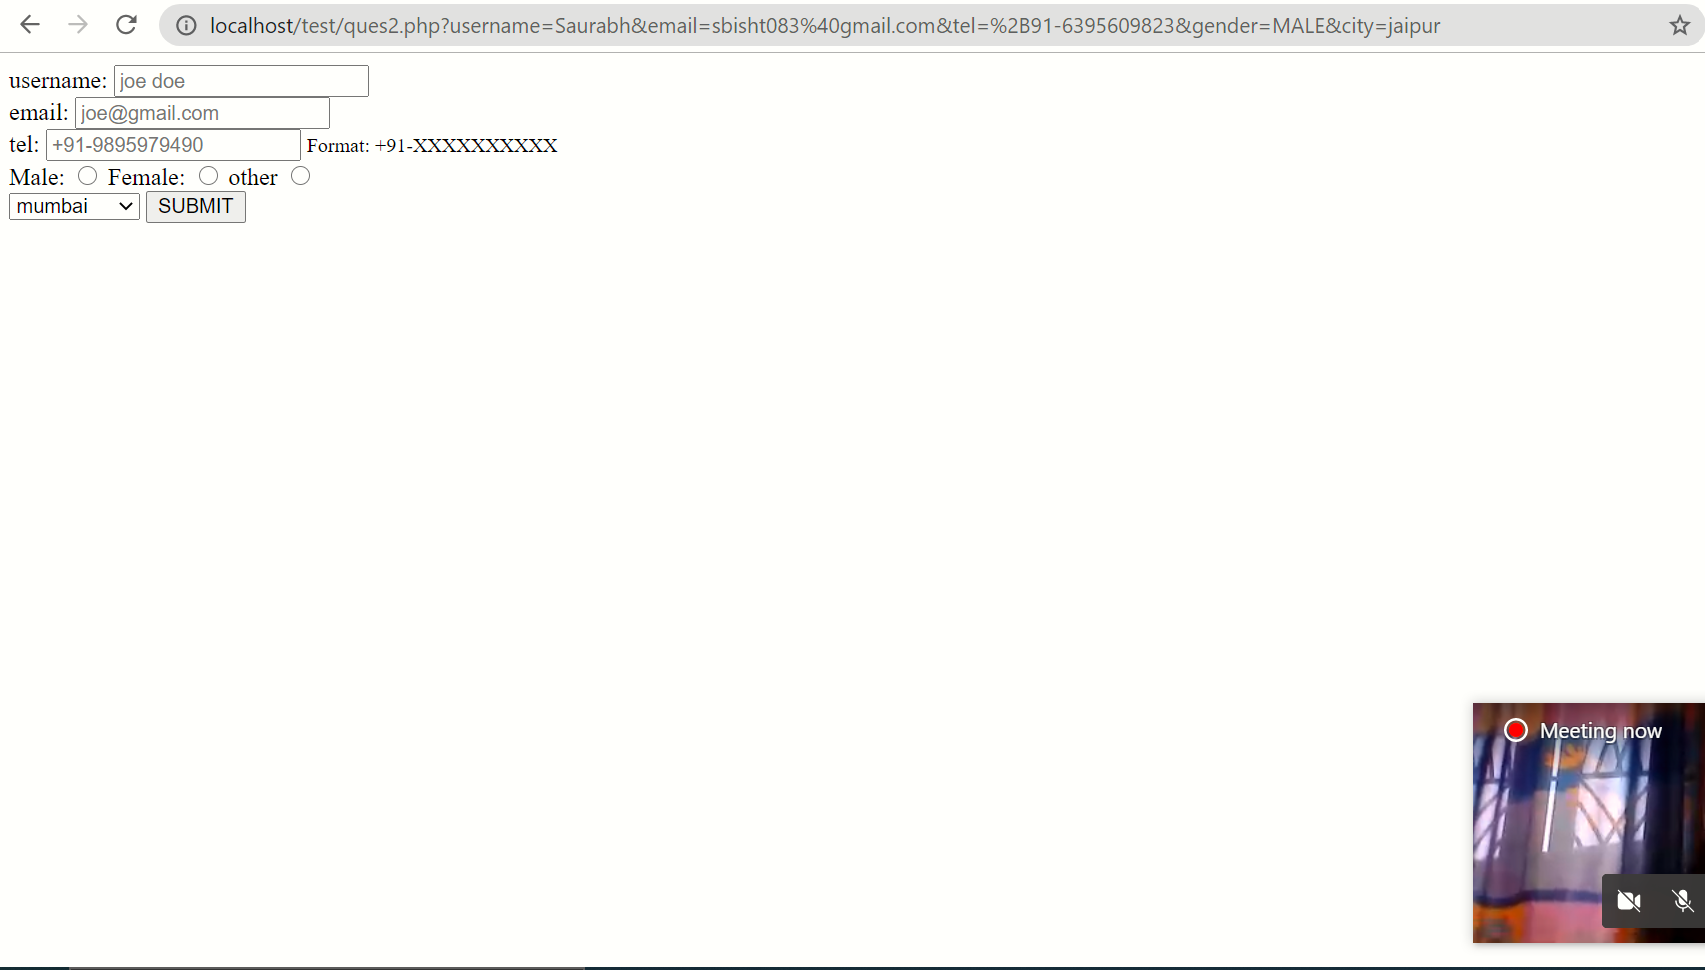 localhost/test/ques2.php?username=Saurabh&email=sbisht083%40gmail.com&tel=%2B91-6395609823&gender=MALE&city=jaipur
username: joe doe
email: joe@gmail.com
tel: +91-9895979490 Format: +91-XXXXXXXXXX
Male: Female: other
mumbai SUBMIT
Meeting now